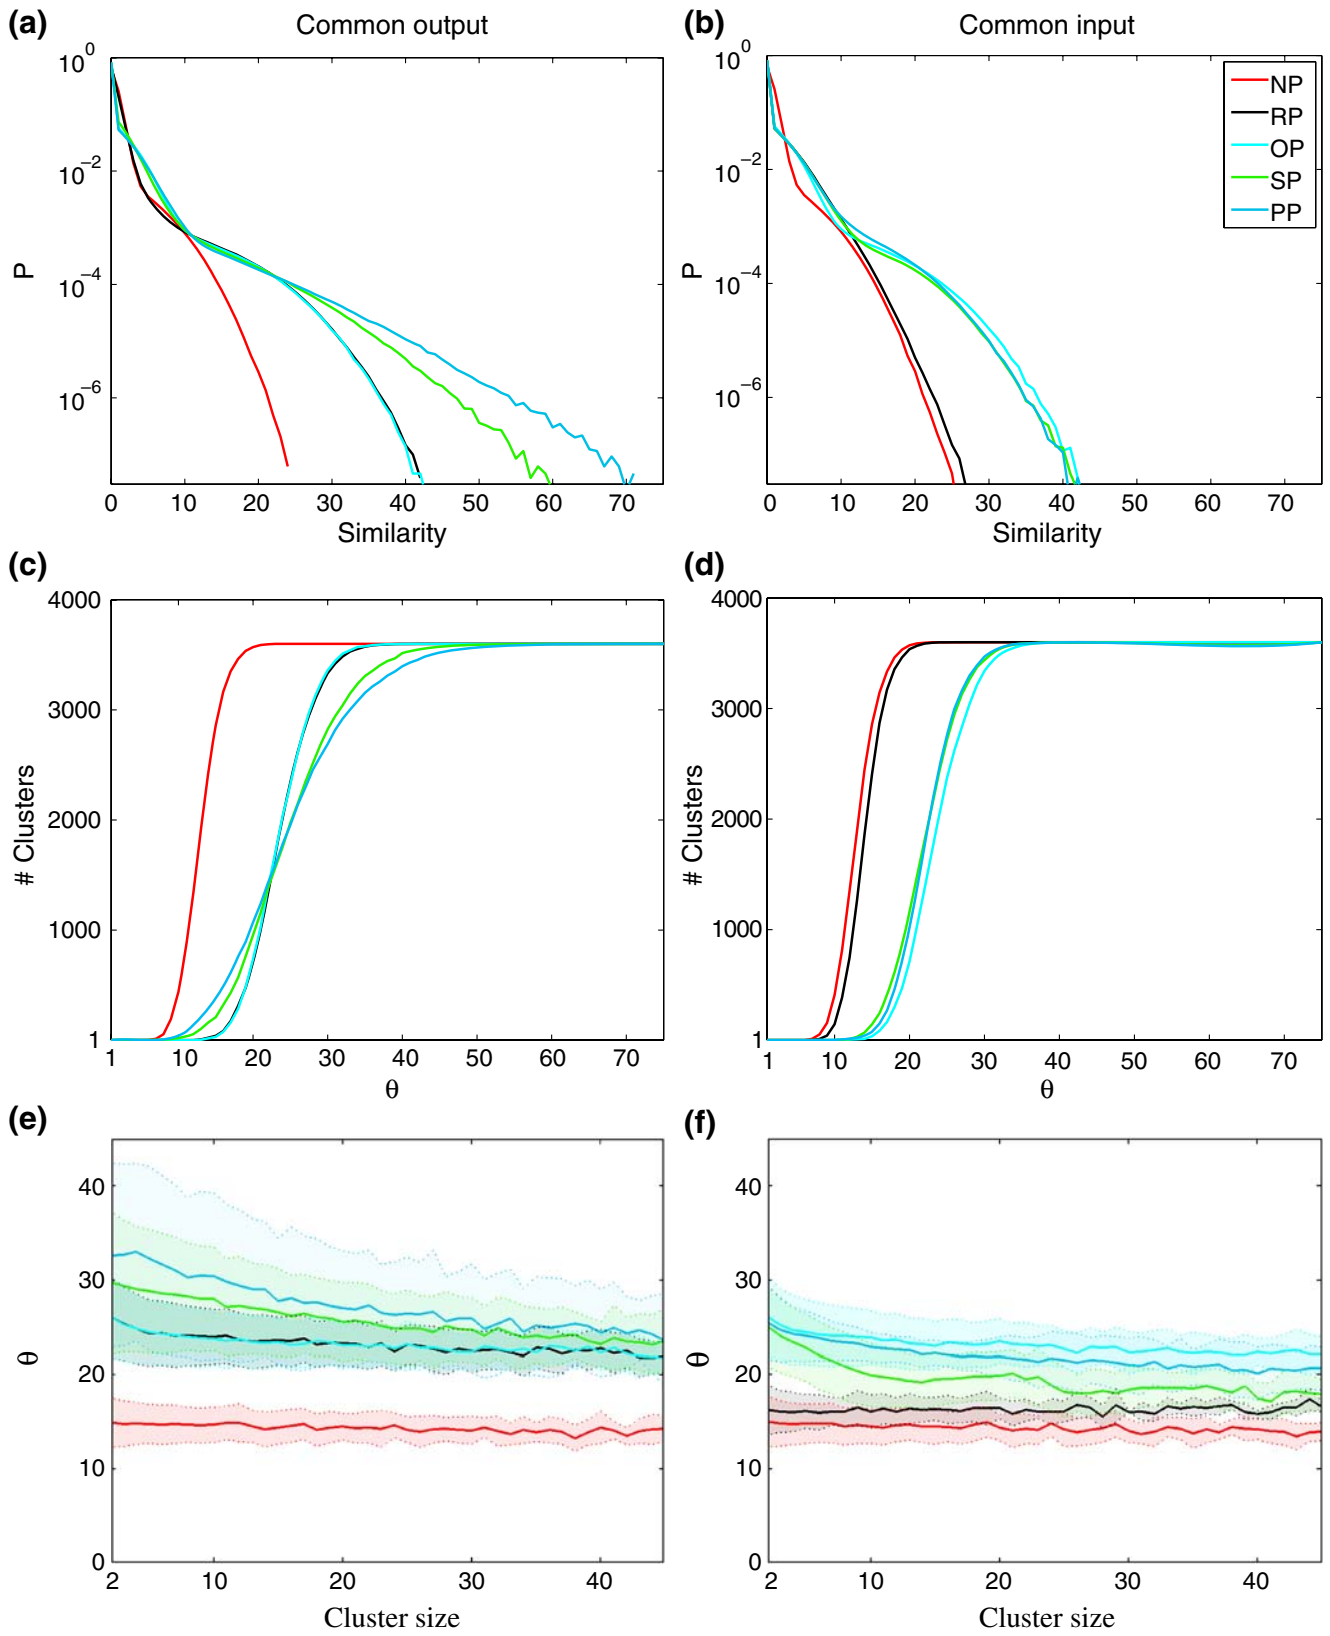 (a) Common output
10^0
10^−2
10^−4
10^−6
P
0 10 20 30 40 50 60 70
Similarity
(b) Common input
10^0
10^−2
10^−4
10^−6
P
NP
RP
OP
SP
PP
0 10 20 30 40 50 60 70
Similarity
(c)
4000
3000
2000
1000
1
# Clusters
1 10 20 30 40 50 60 70
θ
(d)
4000
3000
2000
1000
1
# Clusters
1 10 20 30 40 50 60 70
θ
(e)
40
30
20
10
0
θ
2 10 20 30 40
Cluster size
(f)
40
30
20
10
0
θ
2 10 20 30 40
Cluster size